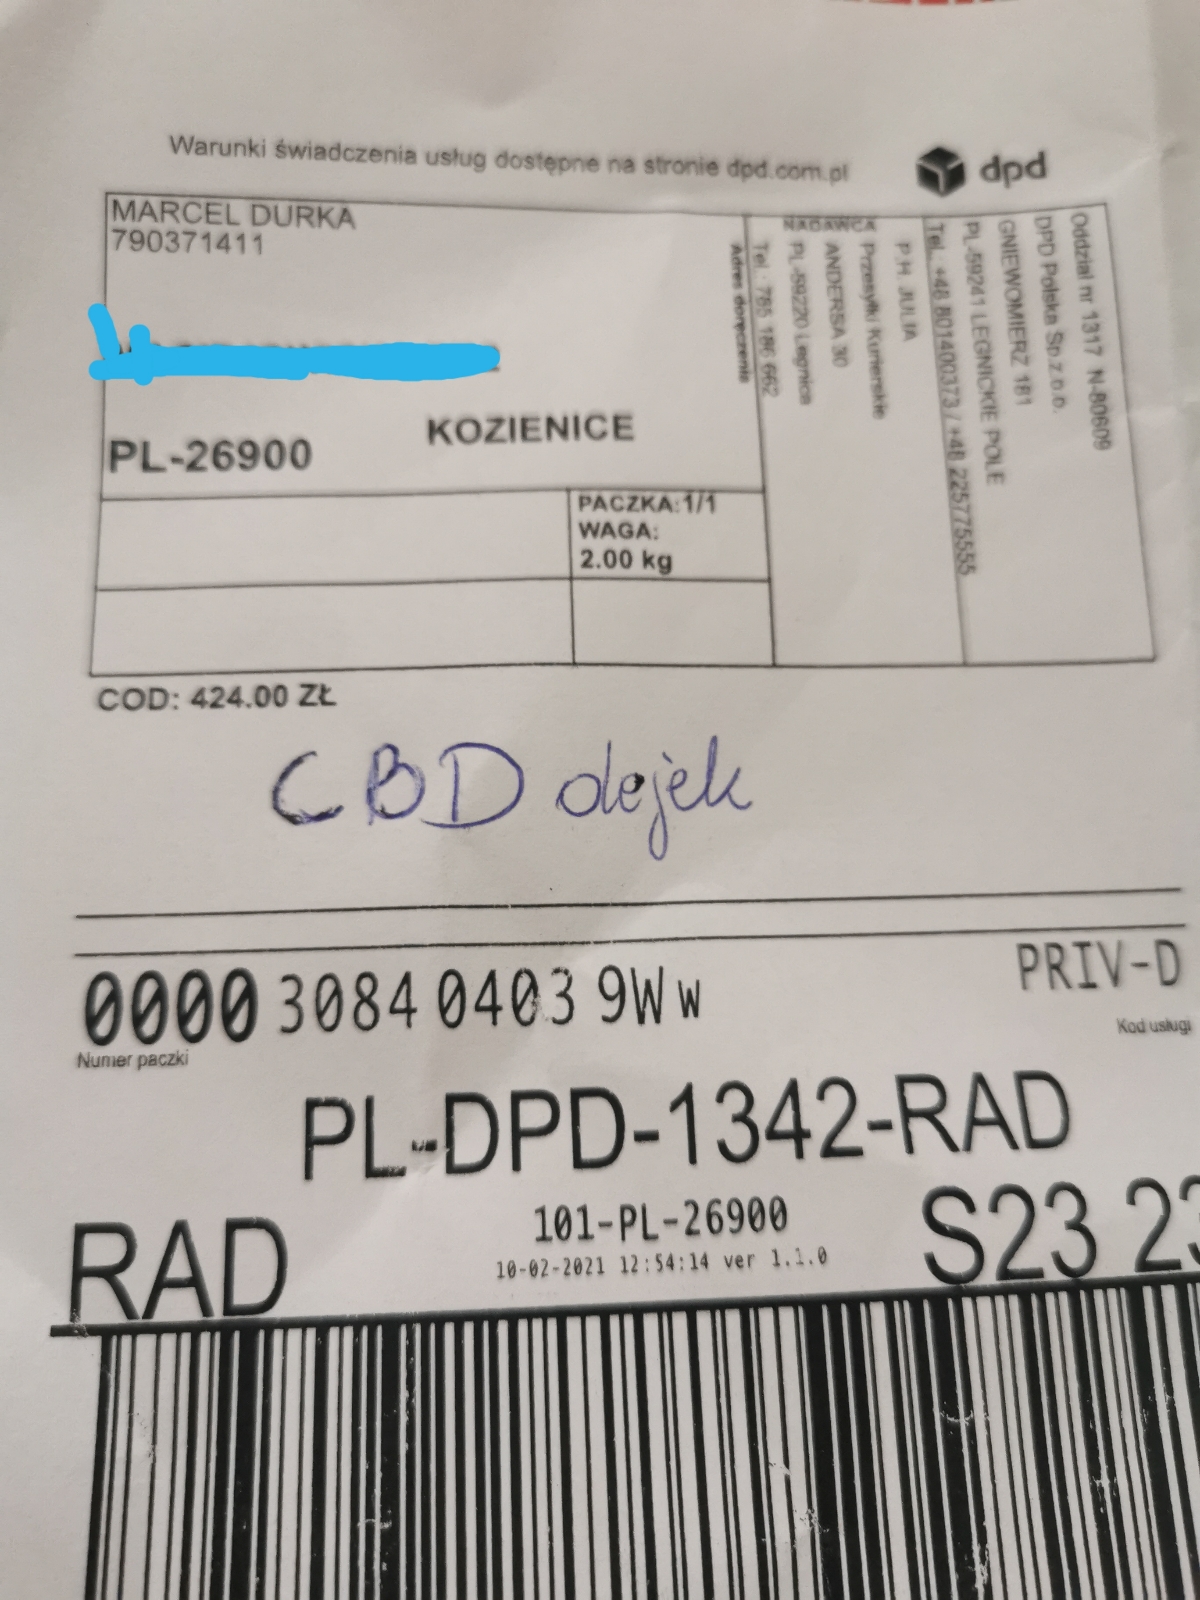 Warunki świadczenia usług dostępne na stronie dpd.com.pl
dpd
MARCEL DURKA
790371411
PL-26900
KOZIENICE
PACZKA:1/1
WAGA:
2.00 kg
Oddział nr 1317 N-80609
DPD Polska Sp.z.o.o.
GNIEWOMIERZ 181
PL-59241 LEGNICKIE POLE
Tel. +48 801400373 / +48 225775555
P.H. JULIA
Przesyłki Kurierskie
NADAWCA
ANDERSA 30
PL-59220 Legnica
Tel.: 785 186 662
Adres doręczenie
COD: 424.00 ZŁ
CBD olejek
0000 3084 0403 9W w
Numer paczki
PRIV-D
Kod usługi
PL-DPD-1342-RAD
RAD
101-PL-26900
10-02-2021 12:54:14 ver 1.1.0
S23